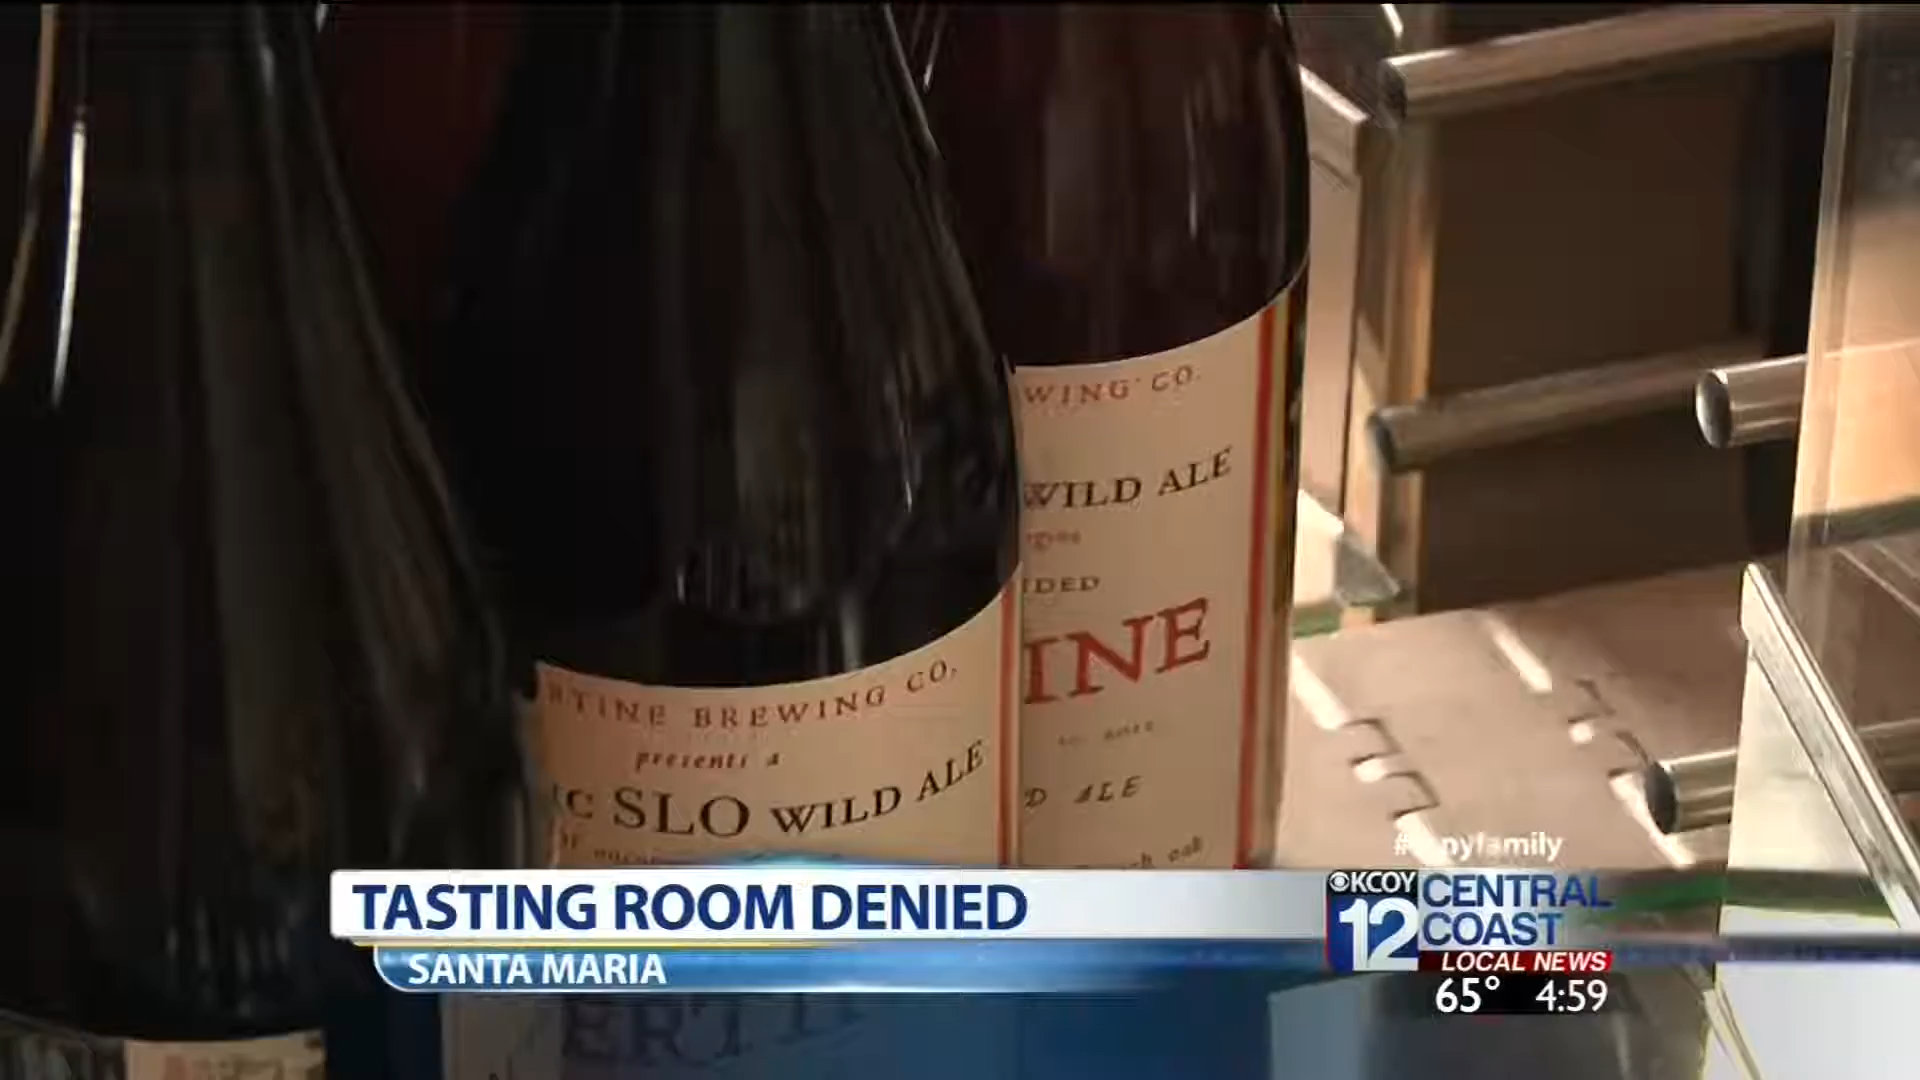 WING CO.
WILD ALE
IDED
INE
ALE
RTINE BREWING CO.
presents a
SLO WILD ALE
TASTING ROOM DENIED
SANTA MARIA
KCOY
12
CENTRAL
COAST
LOCAL NEWS
65° 4:59